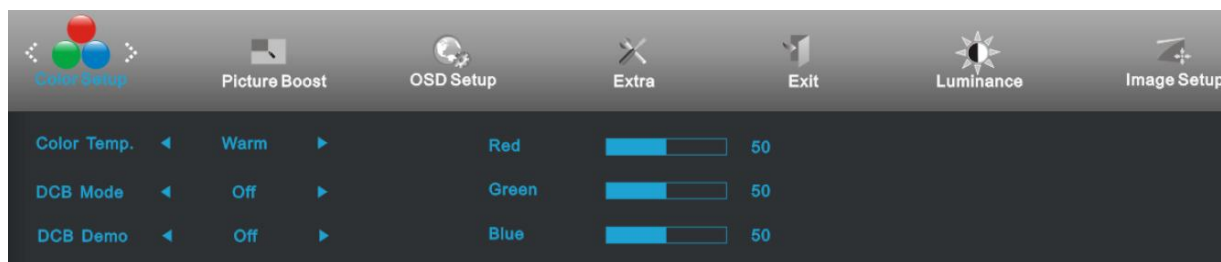 Color Setup Picture Boost OSD Setup Extra Exit Luminance Image Setup
Color Temp. Warm Red 50
DCB Mode Off Green 50
DCB Demo Off Blue 50